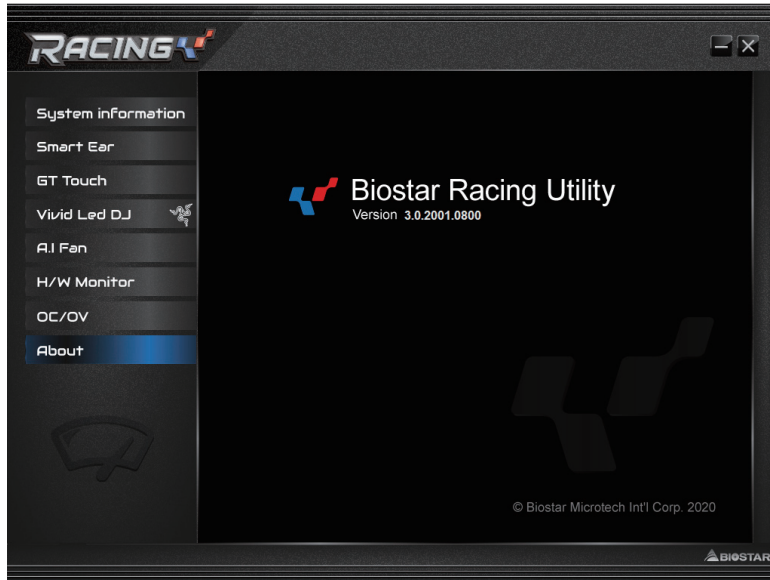 RACING
System information
Smart Ear
GT Touch
Vivid Led DJ
A.I Fan
H/W Monitor
OC/OV
About
Biostar Racing Utility
Version 3.0.2001.0800
© Biostar Microtech Int'l Corp. 2020
BIOSTAR